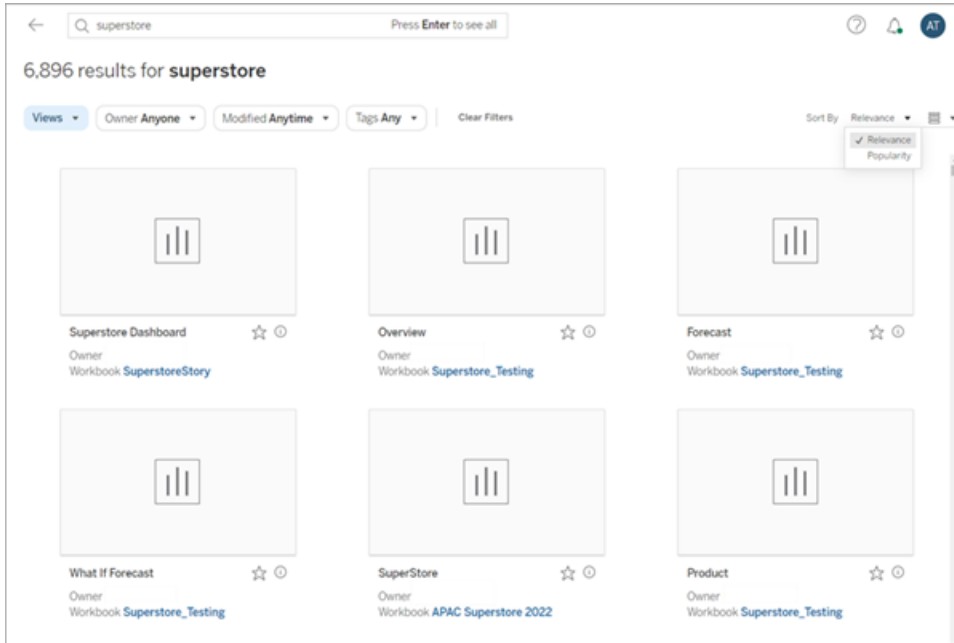 superstore Press Enter to see all AT
6,896 results for superstore
Views Owner Anyone Modified Anytime Tags Any Clear Filters Sort By Relevance
Relevance
Popularity
Superstore Dashboard Overview Forecast
Owner Owner Owner
Workbook SuperstoreStory Workbook Superstore_Testing Workbook Superstore_Testing
What If Forecast SuperStore Product
Owner Owner Owner
Workbook Superstore_Testing Workbook APAC Superstore 2022 Workbook Superstore_Testing